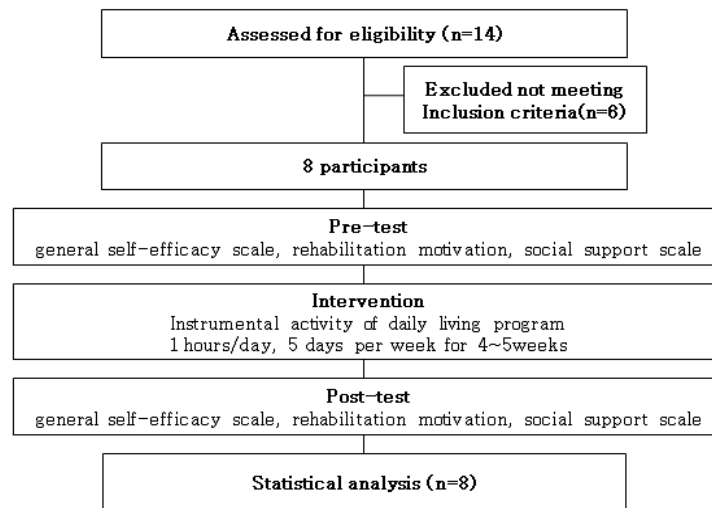 Assessed for eligibility (n=14)
Excluded not meeting
Inclusion criteria(n=6)
8 participants
Pre-test
general self-efficacy scale, rehabilitation motivation, social support scale
Intervention
Instrumental activity of daily living program
1 hours/day, 5 days per week for 4~5weeks
Post-test
general self-efficacy scale, rehabilitation motivation, social support scale
Statistical analysis (n=8)